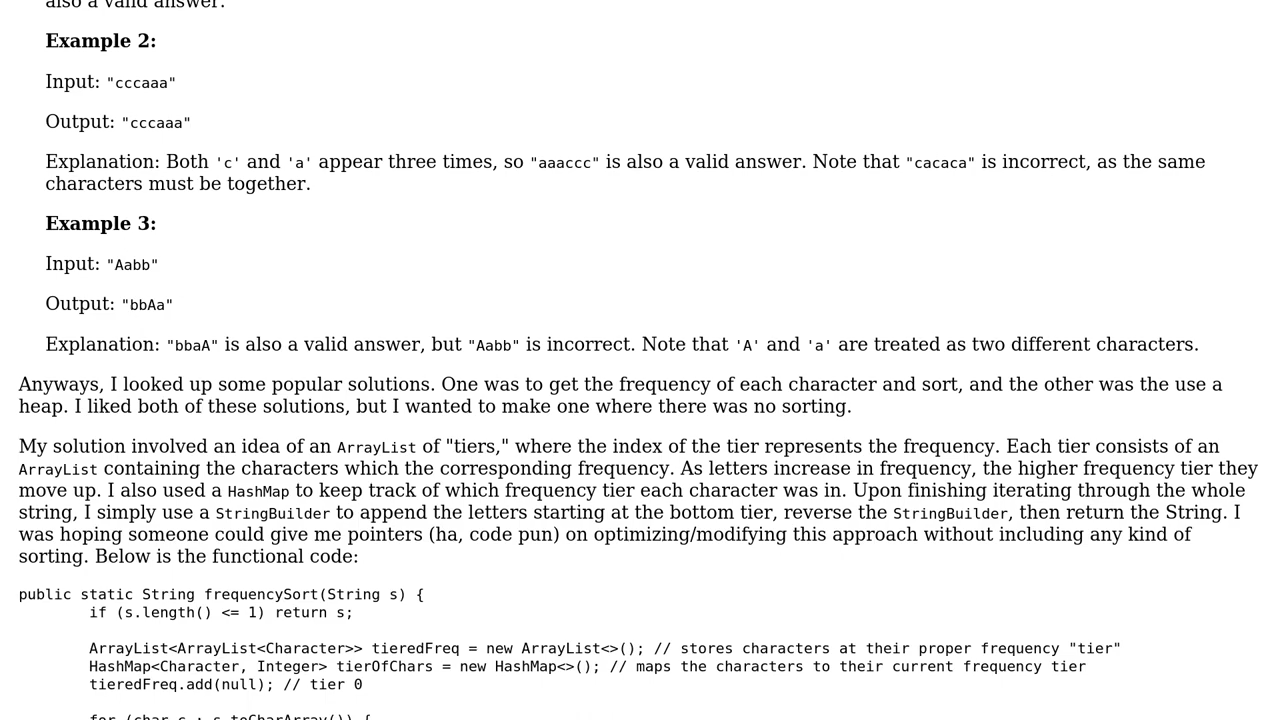 also a valid answer.
Example 2:
Input: "cccaaa"
Output: "cccaaa"
Explanation: Both 'c' and 'a' appear three times, so "aaaccc" is also a valid answer. Note that "cacaca" is incorrect, as the same
characters must be together.
Example 3:
Input: "Aabb"
Output: "bbAa"
Explanation: "bbaA" is also a valid answer, but "Aabb" is incorrect. Note that 'A' and 'a' are treated as two different characters.
Anyways, I looked up some popular solutions. One was to get the frequency of each character and sort, and the other was the use a
heap. I liked both of these solutions, but I wanted to make one where there was no sorting.
My solution involved an idea of an ArrayList of "tiers," where the index of the tier represents the frequency. Each tier consists of an
ArrayList containing the characters which the corresponding frequency. As letters increase in frequency, the higher frequency tier they
move up. I also used a HashMap to keep track of which frequency tier each character was in. Upon finishing iterating through the whole
string, I simply use a StringBuilder to append the letters starting at the bottom tier, reverse the StringBuilder, then return the String. I
was hoping someone could give me pointers (ha, code pun) on optimizing/modifying this approach without including any kind of
sorting. Below is the functional code:
public static String frequencySort(String s) {
        if (s.length() <= 1) return s;
        ArrayList<ArrayList<Character>> tieredFreq = new ArrayList<>(); // stores characters at their proper frequency "tier"
        HashMap<Character, Integer> tierOfChars = new HashMap<>(); // maps the characters to their current frequency tier
        tieredFreq.add(null); // tier 0
        for (char c : s.toCharArray()) {